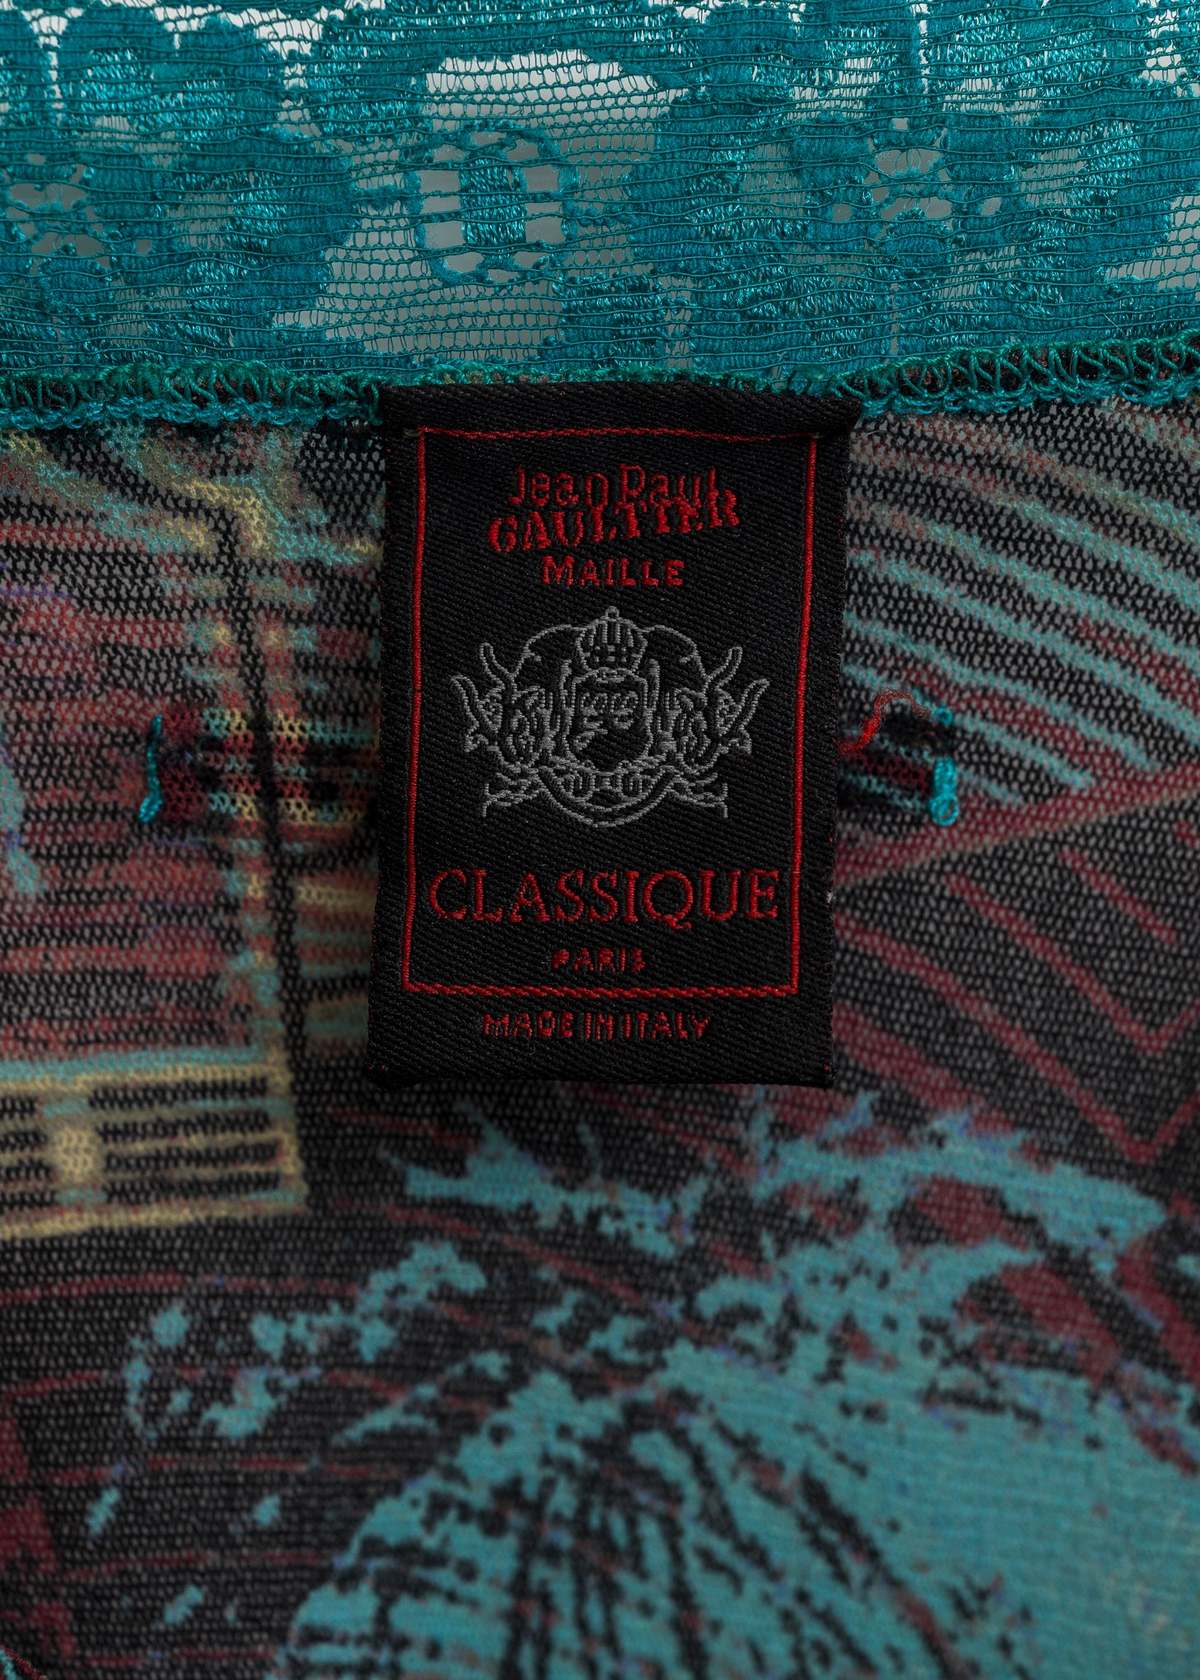 Jean Paul
GAULTIER
MAILLE
CLASSIQUE
PARIS
MADE IN ITALY